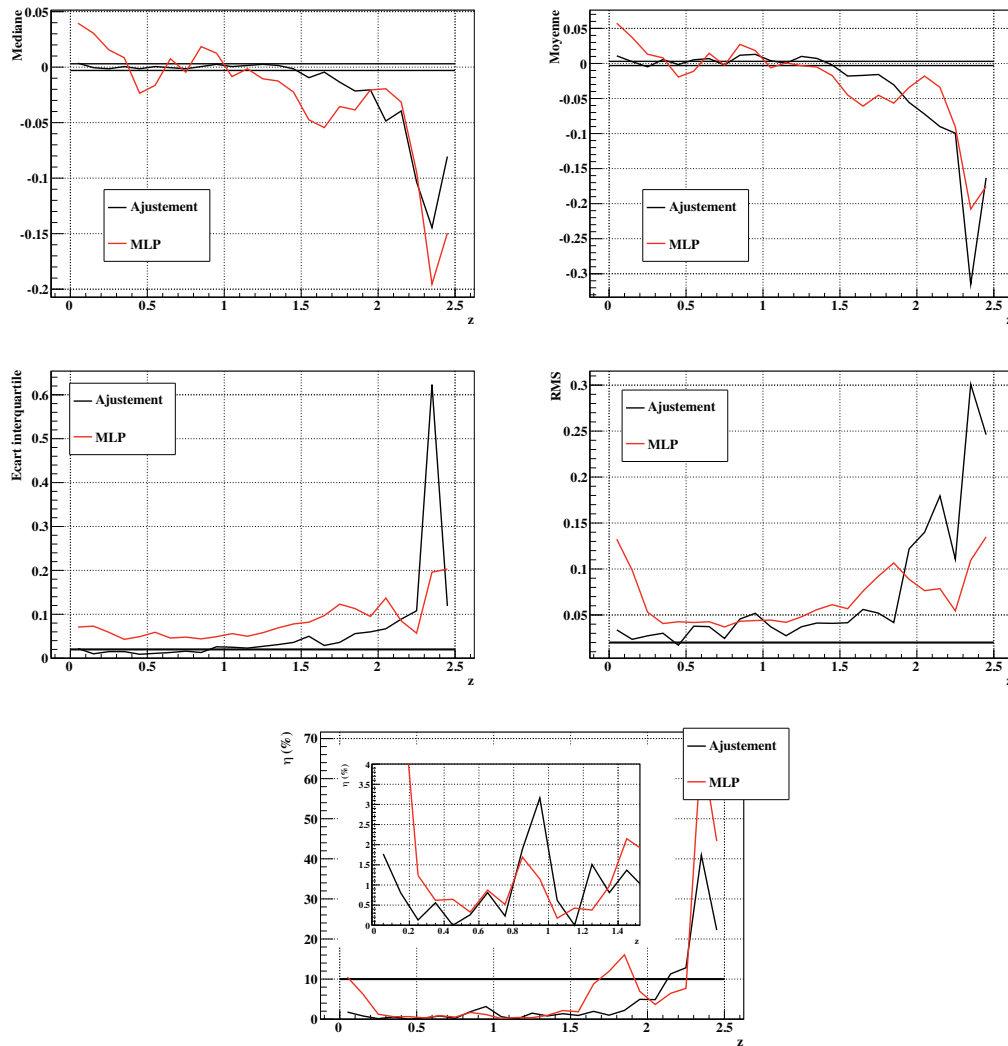 Mediane
0.05
0
-0.05
-0.1
-0.15
-0.2
Ajustement
MLP
0 0.5 1 1.5 2 2.5
z
Moyenne
0.05
0
-0.05
-0.1
-0.15
-0.2
-0.25
-0.3
Ajustement
MLP
0 0.5 1 1.5 2 2.5
z
Ecart interquartile
0.6
0.5
0.4
0.3
0.2
0.1
0
Ajustement
MLP
0 0.5 1 1.5 2 2.5
z
RMS
0.3
0.25
0.2
0.15
0.1
0.05
0
Ajustement
MLP
0 0.5 1 1.5 2 2.5
z
η (%)
70
60
50
40
30
20
10
0
Ajustement
MLP
η (%)
4
3.5
3
2.5
2
1.5
1
0.5
0
0 0.2 0.4 0.6 0.8 1 1.2 1.4
z
0 0.5 1 1.5 2 2.5
z